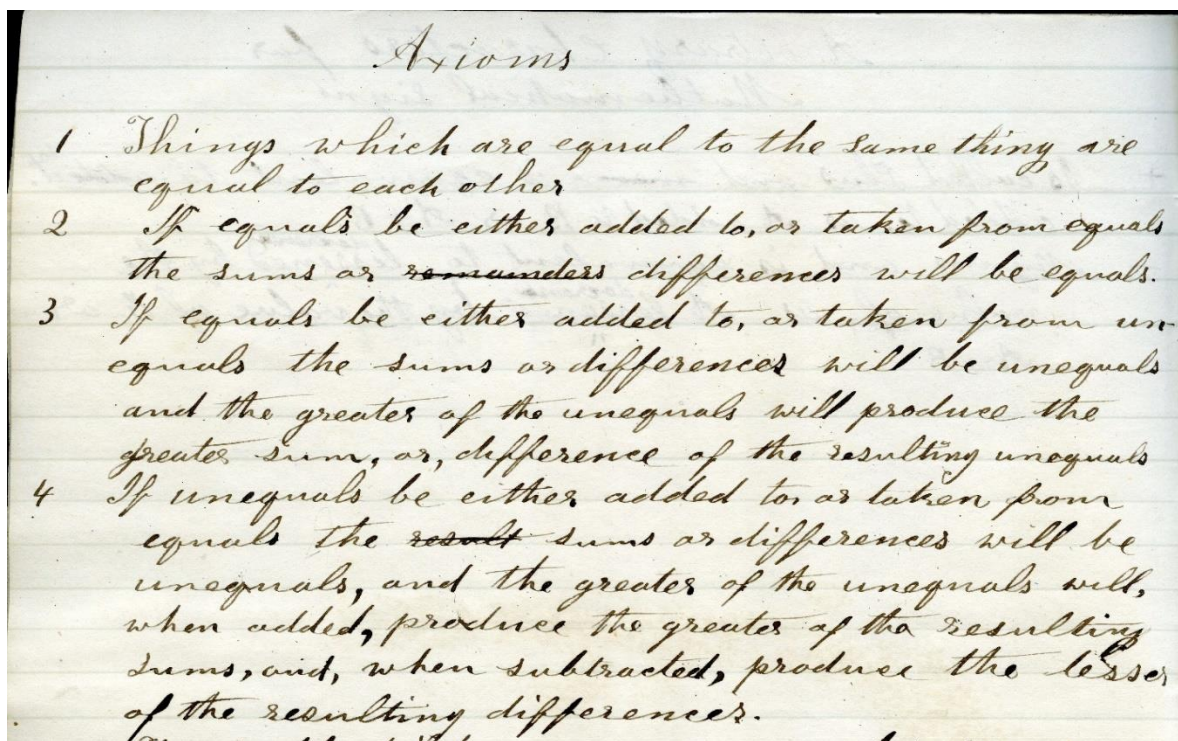 Axioms
1 Things which are equal to the same thing are
equal to each other
2 If equals be either added to, or taken from equals
the sums or remainders differences will be equals.
3 If equals be either added to, or taken from un-
equals the sums or differences will be unequals
and the greater of the unequals will produce the
greater sum, or, difference of the resulting unequals
4 If unequals be either added to, or taken from
equals the result sums or differences will be
unequals, and the greater of the unequals will,
when added, produce the greater of the resulting
sums, and, when subtracted, produce the lesser
of the resulting differences.